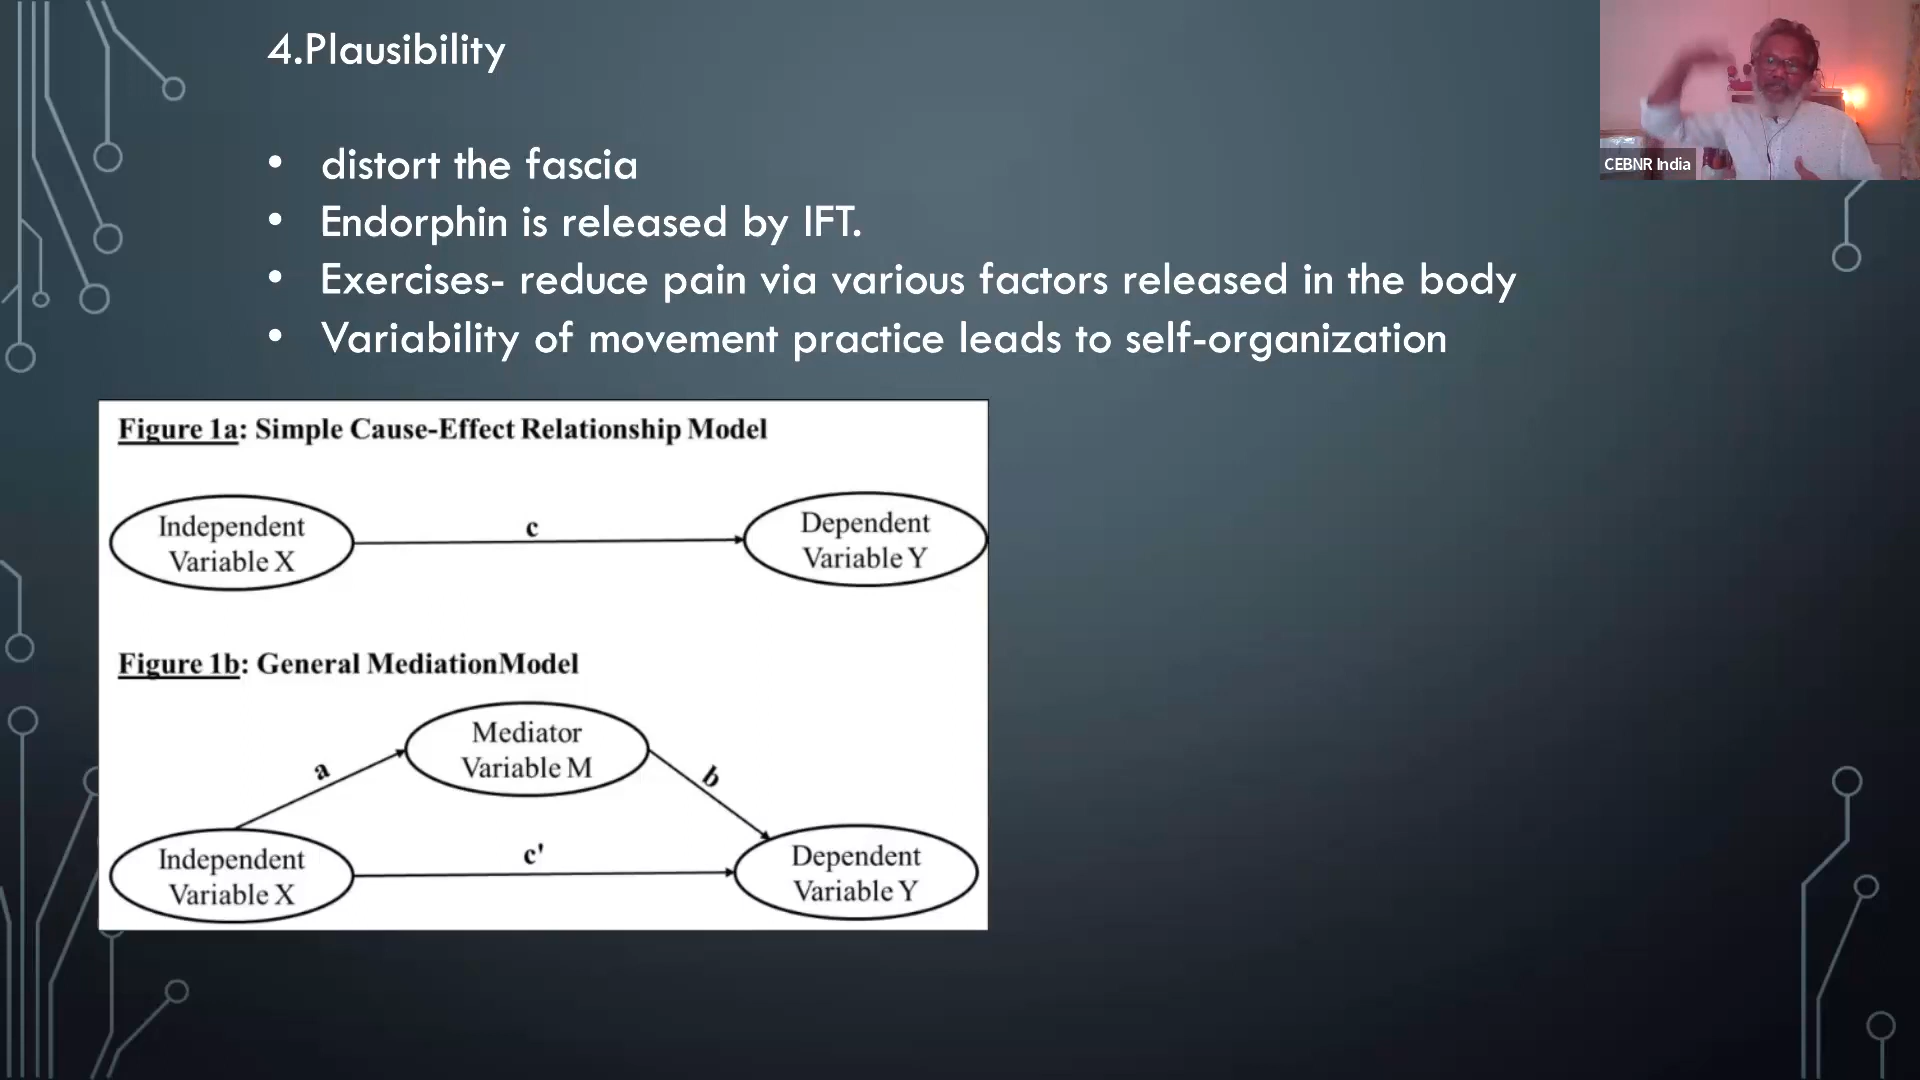 4.Plausibility
CEBNR India
• distort the fascia
• Endorphin is released by IFT.
• Exercises- reduce pain via various factors released in the body
• Variability of movement practice leads to self-organization
Figure 1a: Simple Cause-Effect Relationship Model
Independent
Variable X
c
Dependent
Variable Y
Figure 1b: General MediationModel
Mediator
Variable M
a
b
Independent
Variable X
c'
Dependent
Variable Y